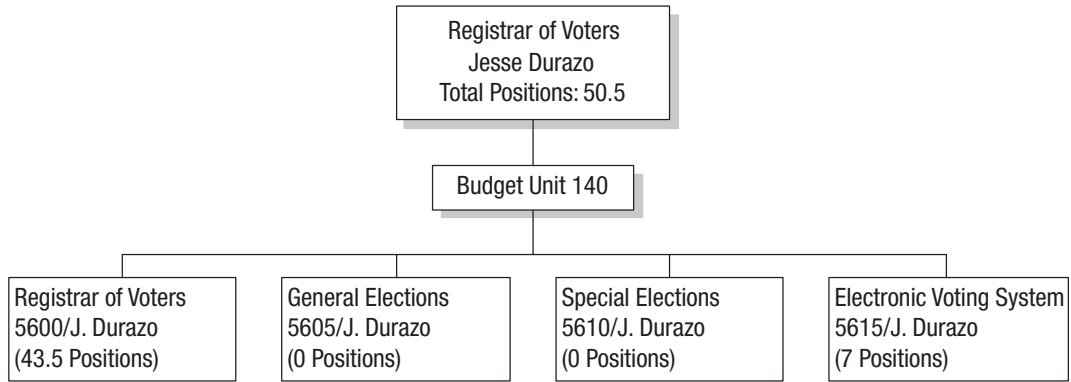 Registrar of Voters
Jesse Durazo
Total Positions: 50.5
Budget Unit 140
Registrar of Voters
5600/J. Durazo
(43.5 Positions)
General Elections
5605/J. Durazo
(0 Positions)
Special Elections
5610/J. Durazo
(0 Positions)
Electronic Voting System
5615/J. Durazo
(7 Positions)